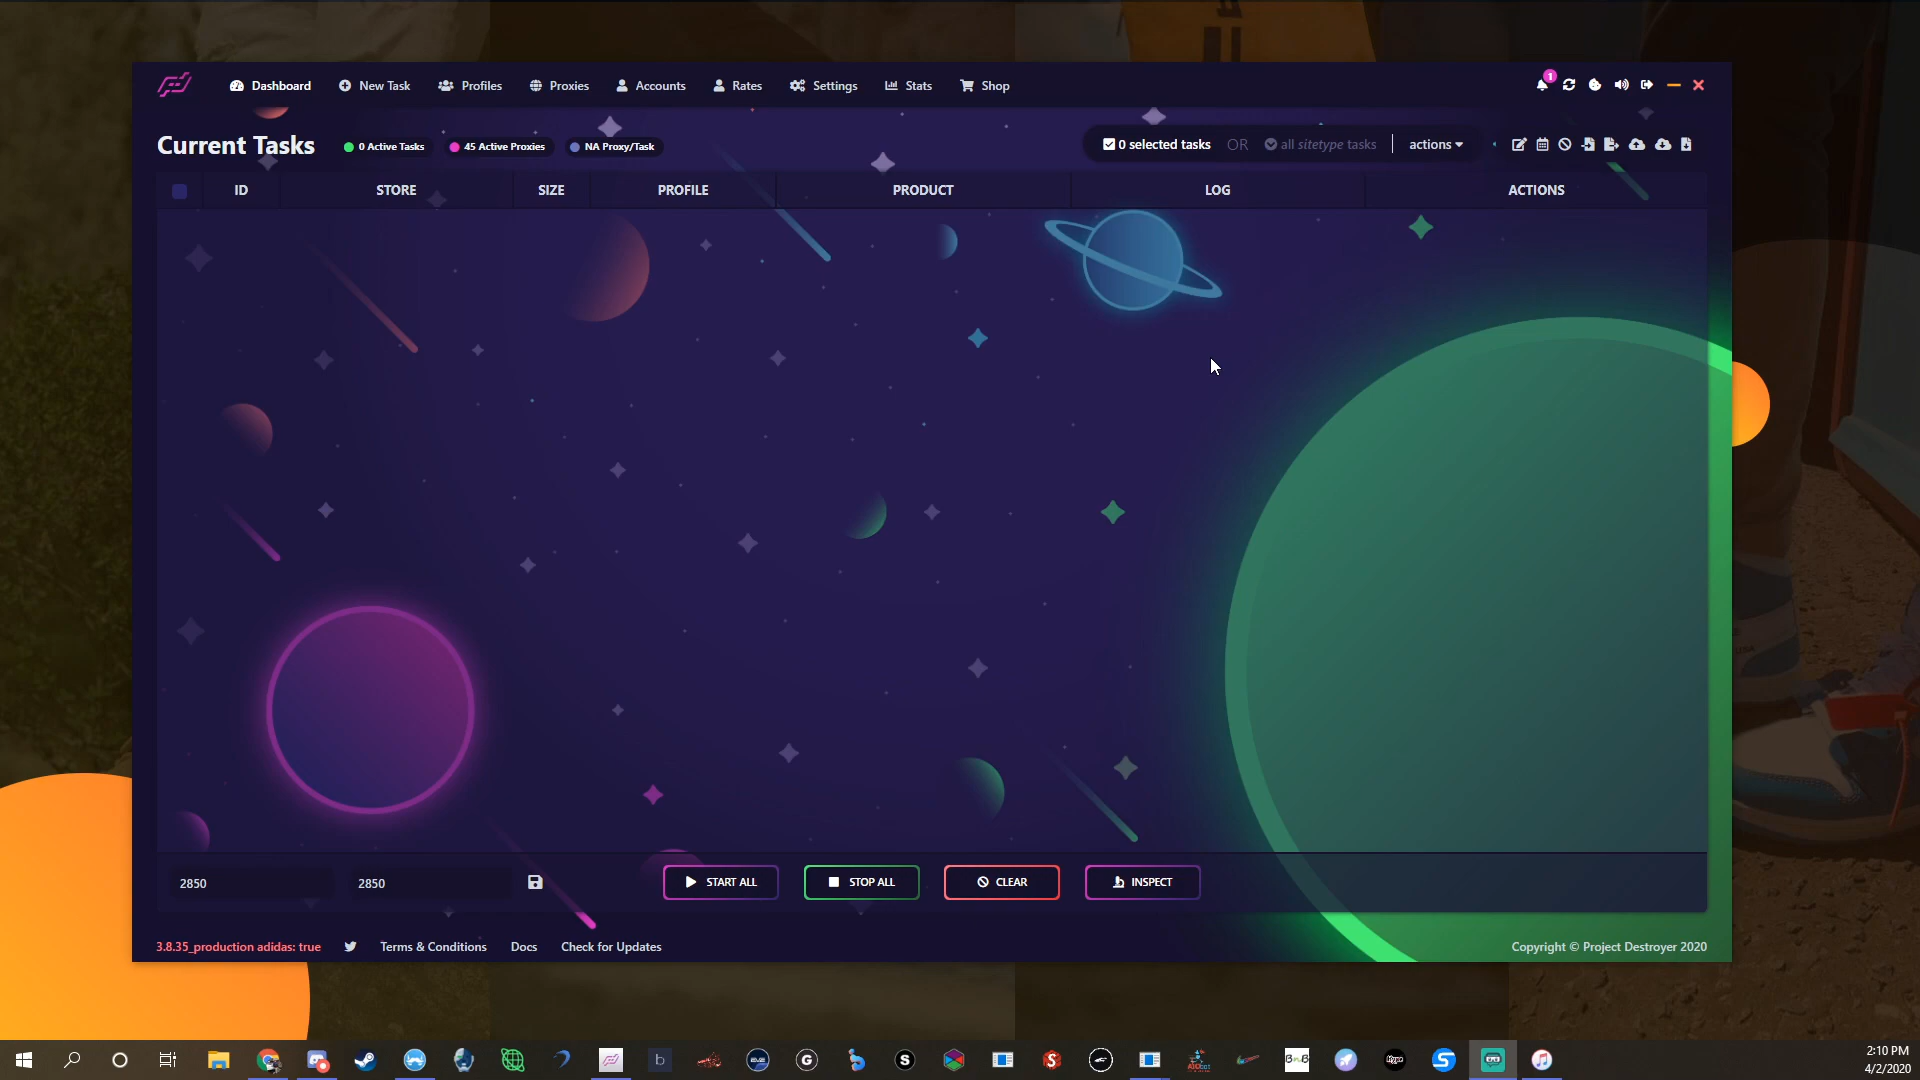 Dashboard New Task Profiles Proxies Accounts Rates Settings Stats Shop
1
Current Tasks 0 Active Tasks 45 Active Proxies NA Proxy/Task
0 selected tasks OR all sitetype tasks actions
ID STORE SIZE PROFILE PRODUCT LOG ACTIONS
2850 2850 START ALL STOP ALL CLEAR INSPECT
3.8.35_production adidas: true Terms & Conditions Docs Check for Updates Copyright © Project Destroyer 2020
2:10 PM
4/2/2020